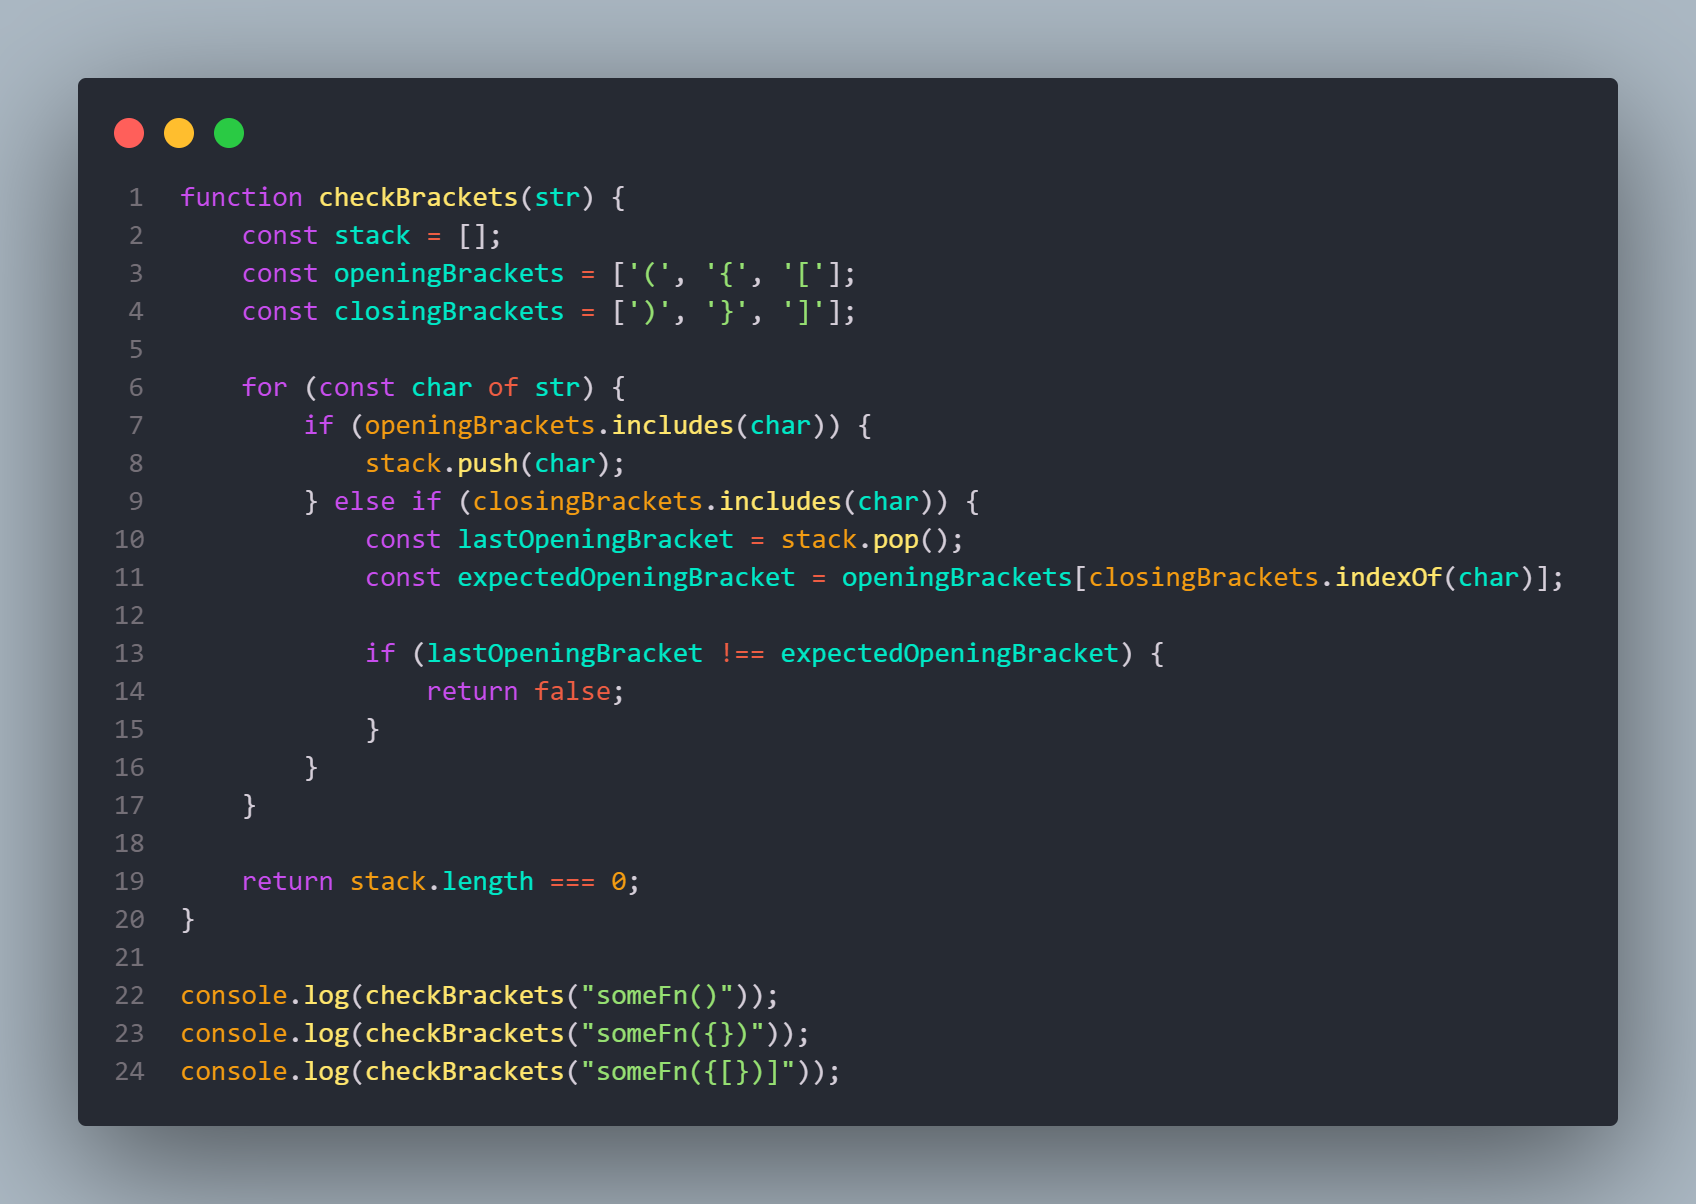 1 function checkBrackets(str) {
2     const stack = [];
3     const openingBrackets = ['(', '{', '['];
4     const closingBrackets = [')', '}', ']'];
5
6     for (const char of str) {
7         if (openingBrackets.includes(char)) {
8             stack.push(char);
9         } else if (closingBrackets.includes(char)) {
10             const lastOpeningBracket = stack.pop();
11             const expectedOpeningBracket = openingBrackets[closingBrackets.indexOf(char)];
12
13             if (lastOpeningBracket !== expectedOpeningBracket) {
14                 return false;
15             }
16         }
17     }
18
19     return stack.length === 0;
20 }
21
22 console.log(checkBrackets("someFn()"));
23 console.log(checkBrackets("someFn({})"));
24 console.log(checkBrackets("someFn({[})]"));